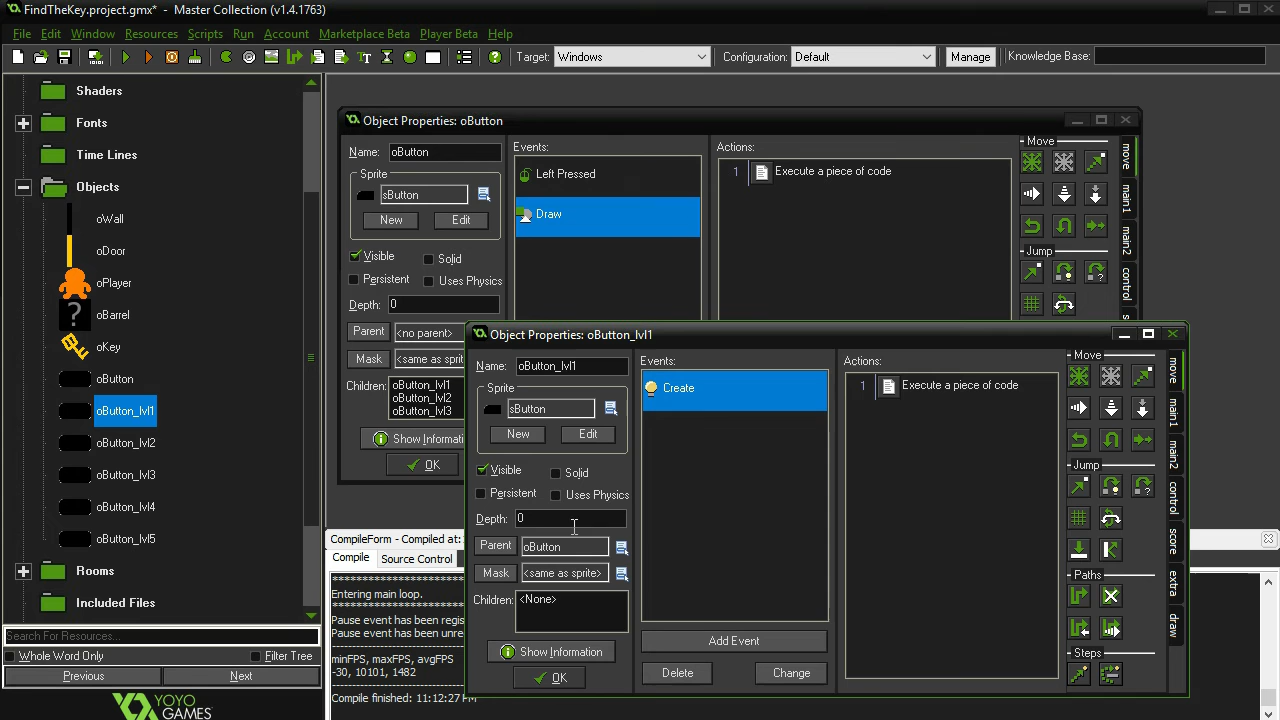 FindTheKey.project.gmx* - Master Collection (v1.4.1763)
File Edit Window Resources Scripts Run Account Marketplace Beta Player Beta Help
Target: Windows Configuration: Default Manage Knowledge Base:
Shaders
Fonts
Time Lines
Objects
oWall
oDoor
oPlayer
oBarrel
oKey
oButton
oButton_lvl1
oButton_lvl2
oButton_lvl3
oButton_lvl4
oButton_lvl5
Rooms
Included Files
Search For Resources...
Whole Word Only Filter Tree
Previous Next
YOYO
GAMES
Object Properties: oButton
Name: oButton
Sprite
sButton
New Edit
Visible Solid
Persistent Uses Physics
Depth: 0
Parent <no parent>
Mask <same as sprit
Children: oButton_lvl1
oButton_lvl2
oButton_lvl3
Show Informati
OK
Events:
Left Pressed
Draw
Actions:
1 Execute a piece of code
Move
Jump
move
main1
main2
control
s
Object Properties: oButton_lvl1
Name: oButton_lvl1
Sprite
sButton
New Edit
Visible Solid
Persistent Uses Physics
Depth: 0
Parent oButton
Mask <same as sprite>
Children: <None>
Show Information
OK
Events:
Create
Add Event
Delete Change
Actions:
1 Execute a piece of code
Move
Jump
Paths
Steps
move
main1
main2
control
score
extra
draw
CompileForm - Compiled at:
Compile Source Control
Entering main loop.
Pause event has been regis
Pause event has been unre
minFPS, maxFPS, avgFPS
-30, 10101, 1482
Compile finished: 11:12:27 PM